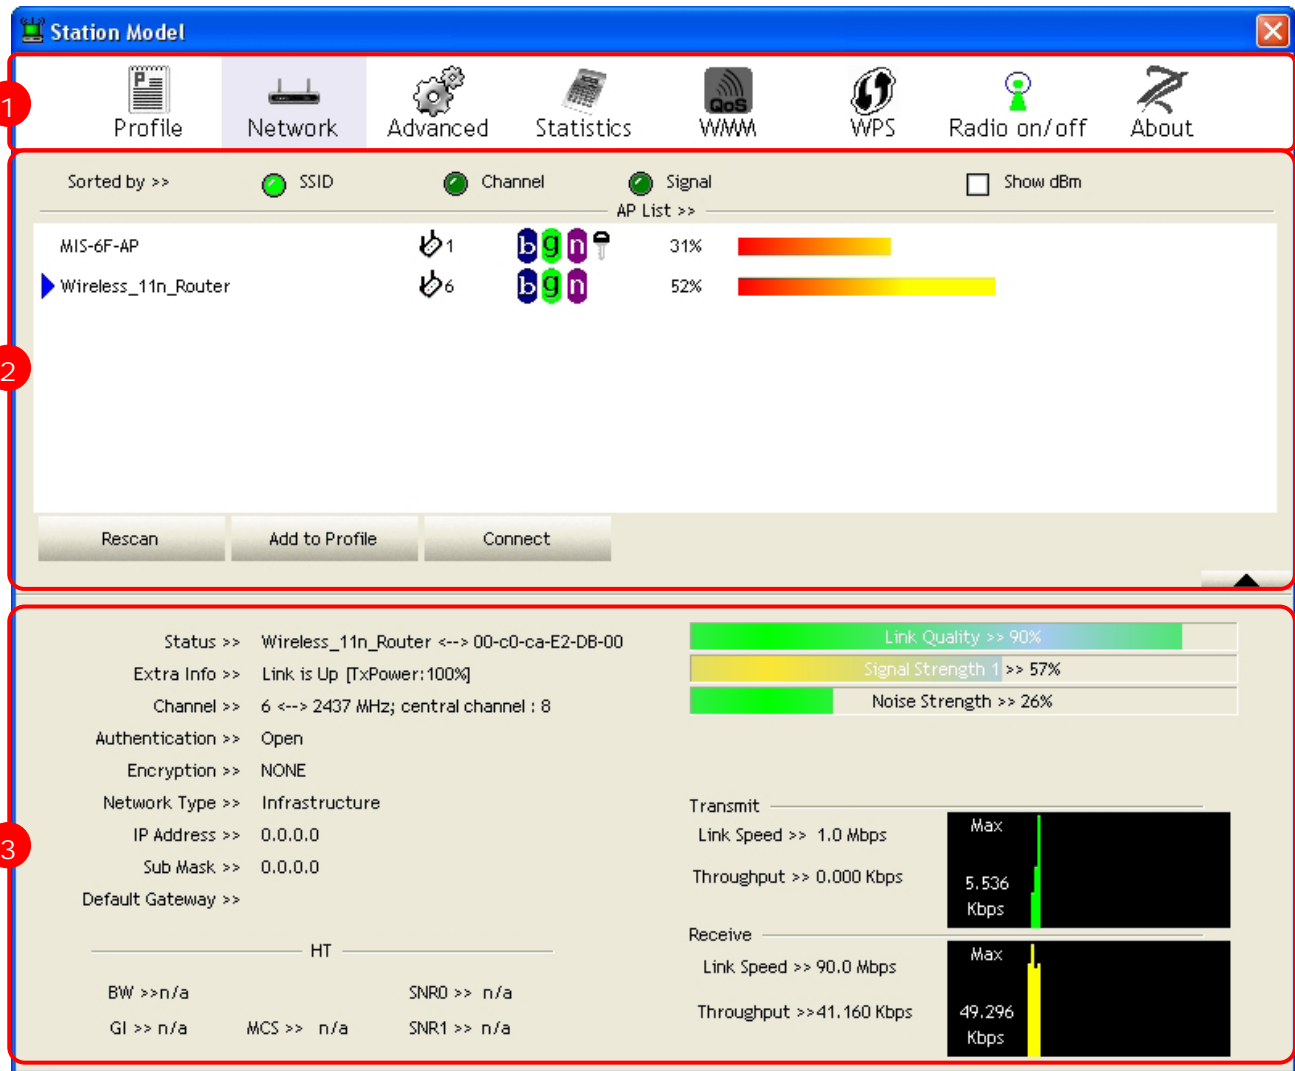 Station Model
1
Profile Network Advanced Statistics QoS WMM WPS Radio on/off About
Sorted by >> SSID Channel Signal Show dBm
AP List >>
MIS-6F-AP 1 b g n 31%
Wireless_11n_Router 6 b g n 52%
2
Rescan Add to Profile Connect
3
Status >> Wireless_11n_Router <--> 00-c0-ca-E2-DB-00
Extra Info >> Link is Up [TxPower:100%]
Channel >> 6 <--> 2437 MHz; central channel : 8
Authentication >> Open
Encryption >> NONE
Network Type >> Infrastructure
IP Address >> 0.0.0.0
Sub Mask >> 0.0.0.0
Default Gateway >>
HT
BW >>n/a SNR0 >> n/a
GI >> n/a MCS >> n/a SNR1 >> n/a
Link Quality >> 90%
Signal Strength 1 >> 57%
Noise Strength >> 26%
Transmit
Link Speed >> 1.0 Mbps
Throughput >> 0.000 Kbps
Max
5.536
Kbps
Receive
Link Speed >> 90.0 Mbps
Throughput >>41.160 Kbps
Max
49.296
Kbps